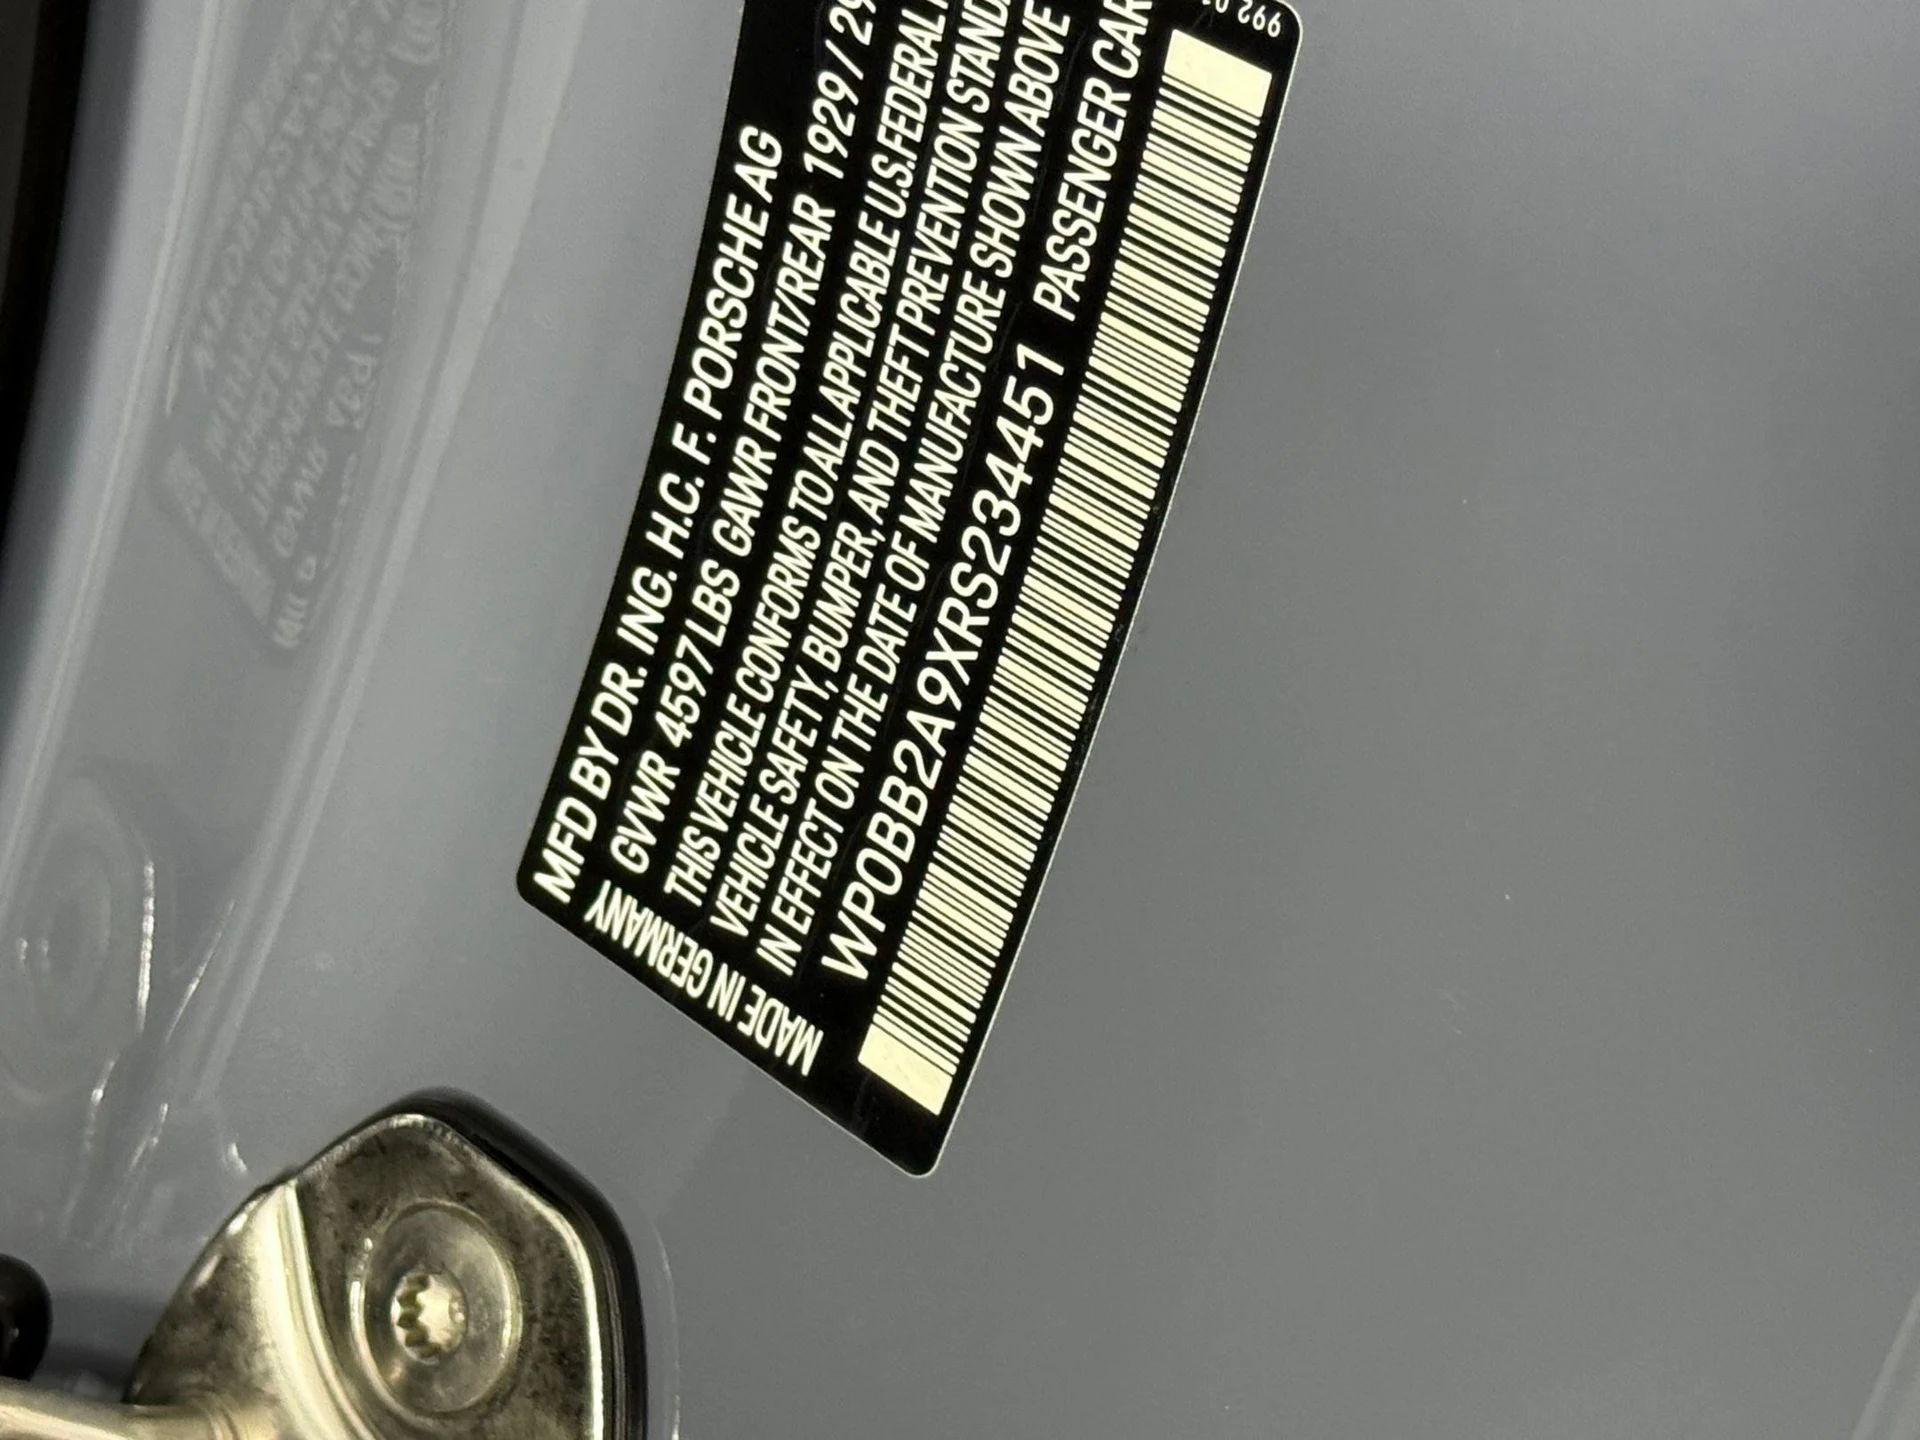 MFD BY DR. ING. H.C. F. PORSCHE AG
GVWR 4597 LBS GAWR FRONT/REAR 1929 / 29
THIS VEHICLE CONFORMS TO ALL APPLICABLE U.S. FEDERAL
VEHICLE SAFETY, BUMPER, AND THEFT PREVENTION STAND
IN EFFECT ON THE DATE OF MANUFACTURE SHOWN ABOVE
WP0BB2A9XRS234451 PASSENGER CAR
MADE IN GERMANY
992.01